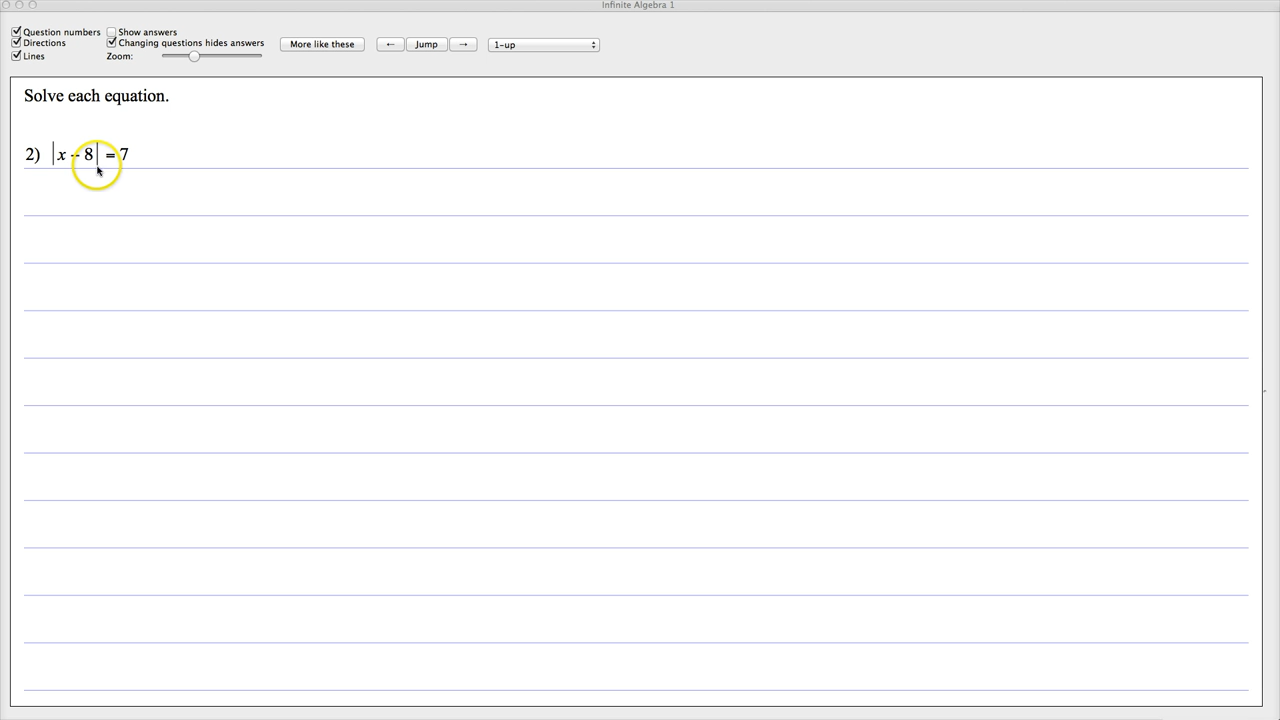 Infinite Algebra 1
Question numbers
Show answers
Directions
Changing questions hides answers
More like these
←
Jump
→
1-up
Lines
Zoom:
Solve each equation.
2) |x − 8| = 7